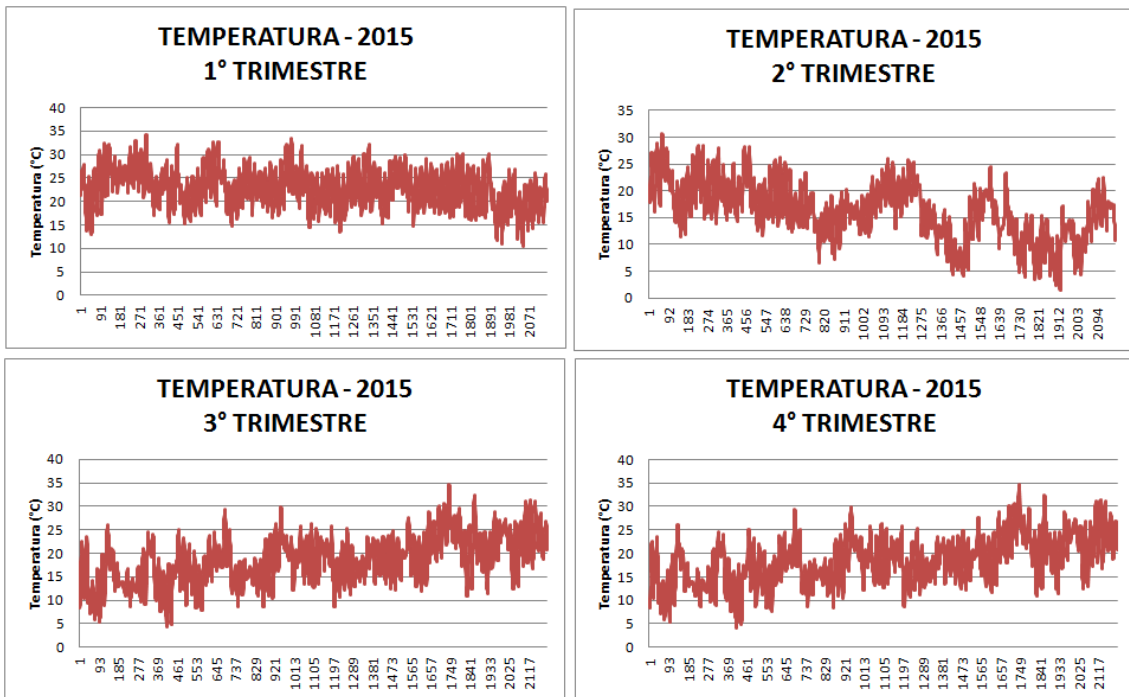 TEMPERATURA - 2015
1° TRIMESTRE
Temperatura (°C)
40
35
30
25
20
15
10
5
0
1 91 181 271 361 451 541 631 721 811 901 991 1081 1171 1261 1351 1441 1531 1621 1711 1801 1891 1981 2071
TEMPERATURA - 2015
2° TRIMESTRE
Temperatura (°C)
35
30
25
20
15
10
5
0
1 92 183 274 365 456 547 638 729 820 911 1002 1093 1184 1275 1366 1457 1548 1639 1730 1821 1912 2003 2094
TEMPERATURA - 2015
3° TRIMESTRE
Temperatura (°C)
40
35
30
25
20
15
10
5
0
1 93 185 277 369 461 553 645 737 829 921 1013 1105 1197 1289 1381 1473 1565 1657 1749 1841 1933 2025 2117
TEMPERATURA - 2015
4° TRIMESTRE
Temperatura (°C)
40
35
30
25
20
15
10
5
0
1 93 185 277 369 461 553 645 737 829 921 1013 1105 1197 1289 1381 1473 1565 1657 1749 1841 1933 2025 2117